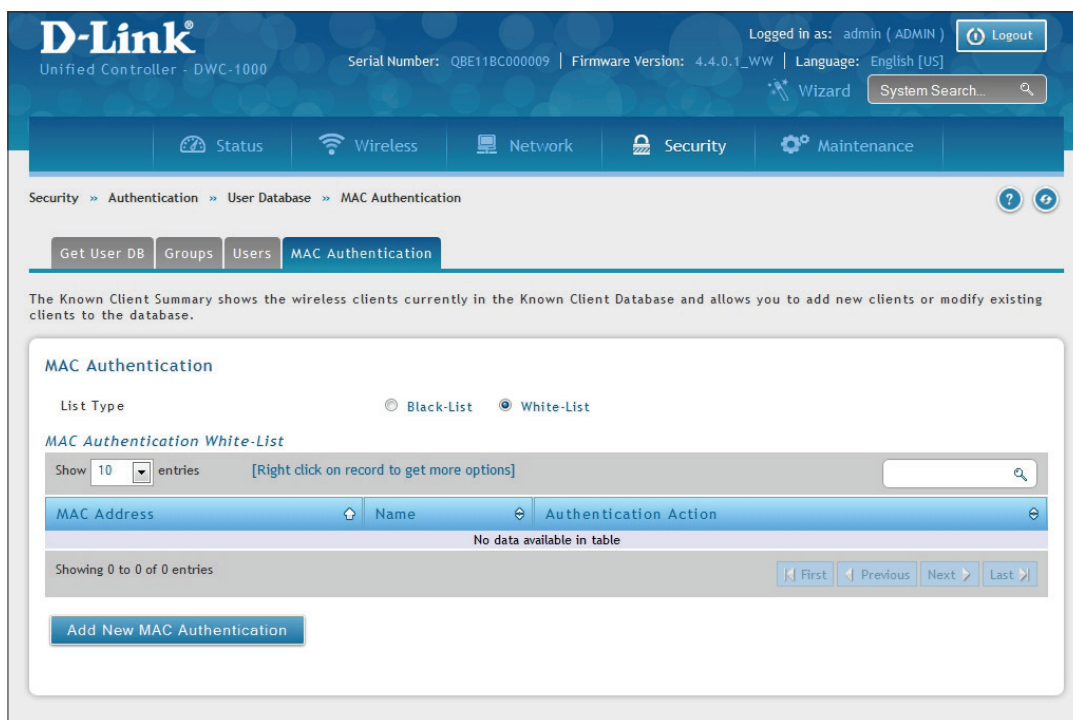 D-Link®
Logged in as: admin ( ADMIN ) Logout
Unified Controller - DWC-1000
Serial Number: QBE11BC000009 | Firmware Version: 4.4.0.1_WW | Language: English [US]
Wizard System Search...
Status Wireless Network Security Maintenance
Security » Authentication » User Database » MAC Authentication ?
Get User DB Groups Users MAC Authentication
The Known Client Summary shows the wireless clients currently in the Known Client Database and allows you to add new clients or modify existing
clients to the database.
MAC Authentication
List Type Black-List White-List
MAC Authentication White-List
Show 10 entries [Right click on record to get more options]
MAC Address Name Authentication Action
No data available in table
Showing 0 to 0 of 0 entries First Previous Next Last
Add New MAC Authentication